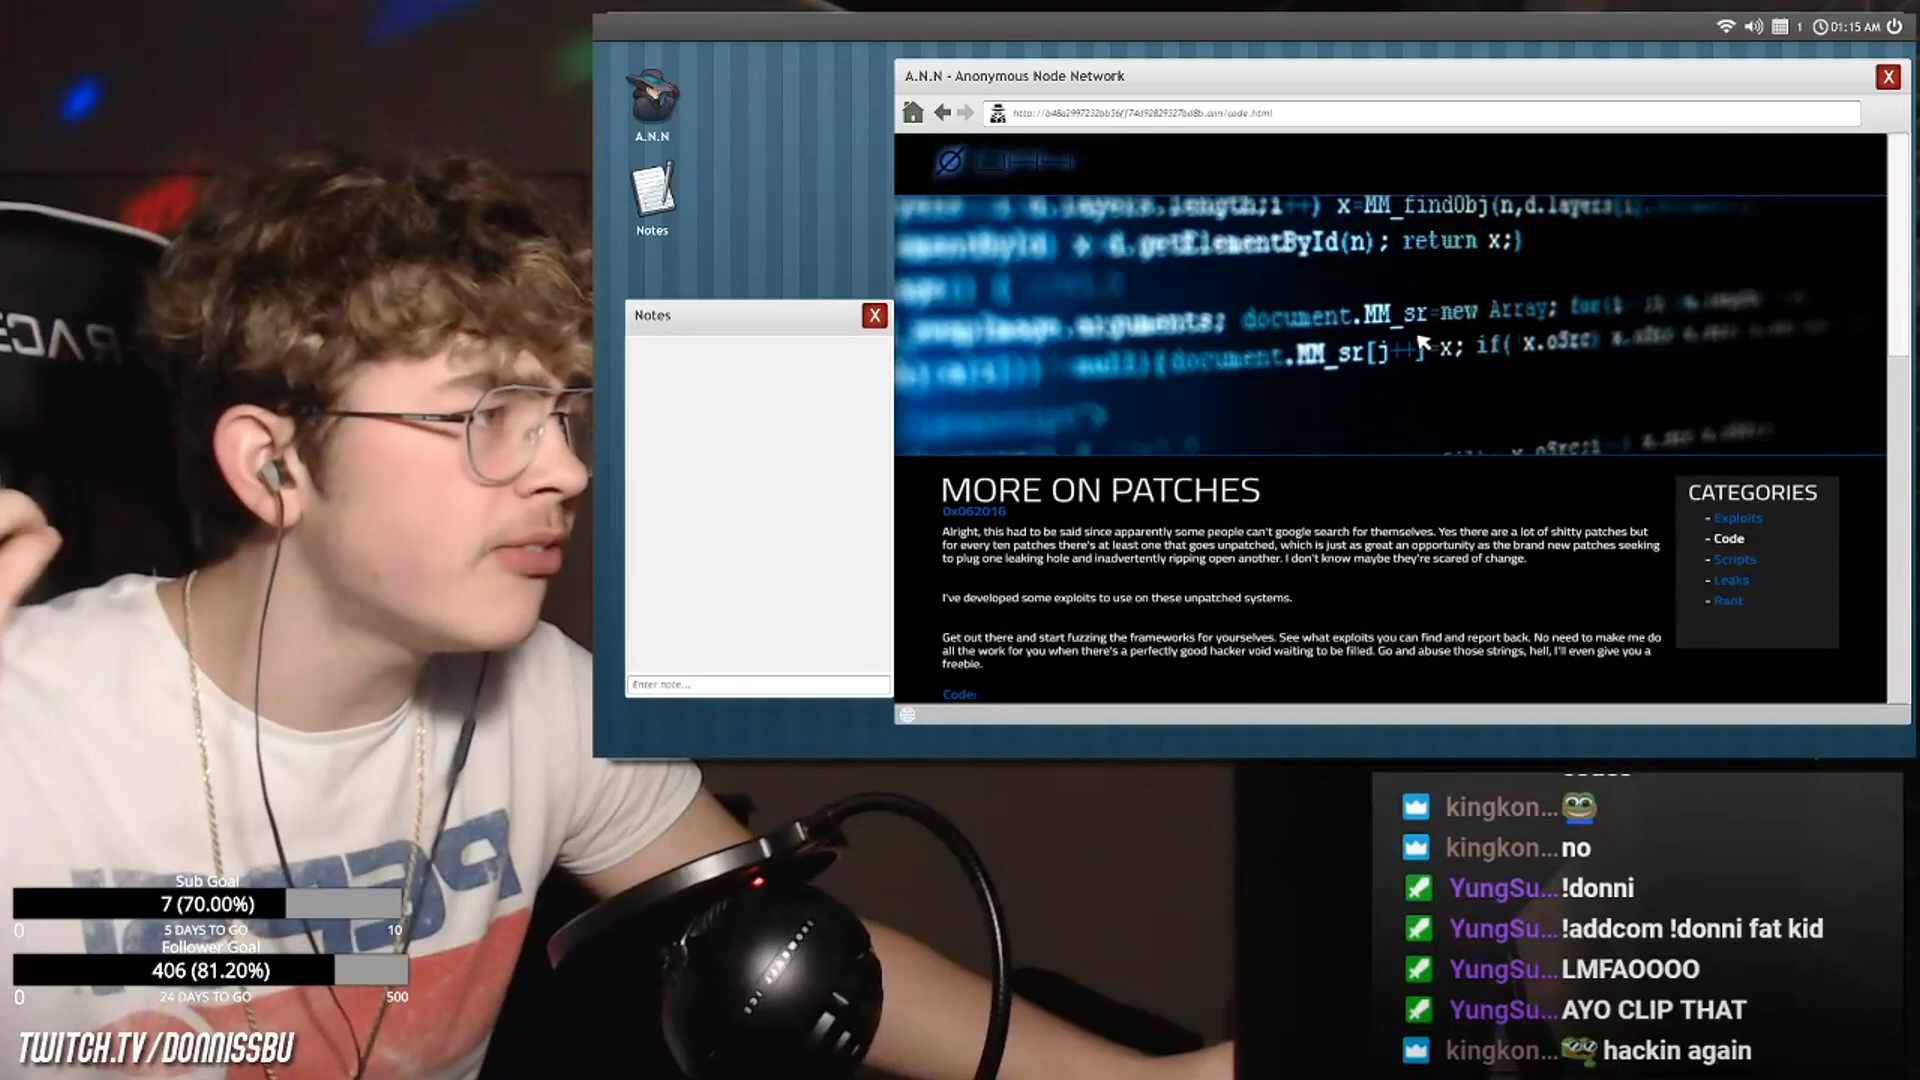 01:15 AM
1
A.N.N - Anonymous Node Network
X
http://b48a2997232bb56ff74d92829327bd8b.ann/code.html
A.N.N
Notes
Notes
X
Enter note...
x=MM_findObj(n,d.layers[i].
d.getElementById(n); return x;}
arguments; document.MM_sr=new Array; for(
null){document.MM_sr[j++]=x; if(!x.oSrc)
MORE ON PATCHES
0x062016
Alright, this had to be said since apparently some people can't google search for themselves. Yes there are a lot of shitty patches but
for every ten patches there's at least one that goes unpatched, which is just as great an opportunity as the brand new patches seeking
to plug one leaking hole and inadvertently ripping open another. I don't know maybe they're scared of change.
I've developed some exploits to use on these unpatched systems.
Get out there and start fuzzing the frameworks for yourselves. See what exploits you can find and report back. No need to make me do
all the work for you when there's a perfectly good hacker void waiting to be filled. Go and abuse those strings, hell, I'll even give you a
freebie.
Code:
CATEGORIES
- Exploits
- Code
- Scripts
- Leaks
- Rant
kingkon...
kingkon... no
YungSu... !donni
YungSu... !addcom !donni fat kid
YungSu... LMFAOOOO
YungSu... AYO CLIP THAT
kingkon... hackin again
Sub Goal
7 (70.00%)
0
5 DAYS TO GO
10
Follower Goal
406 (81.20%)
0
24 DAYS TO GO
500
TWITCH.TV/DONNISSBU